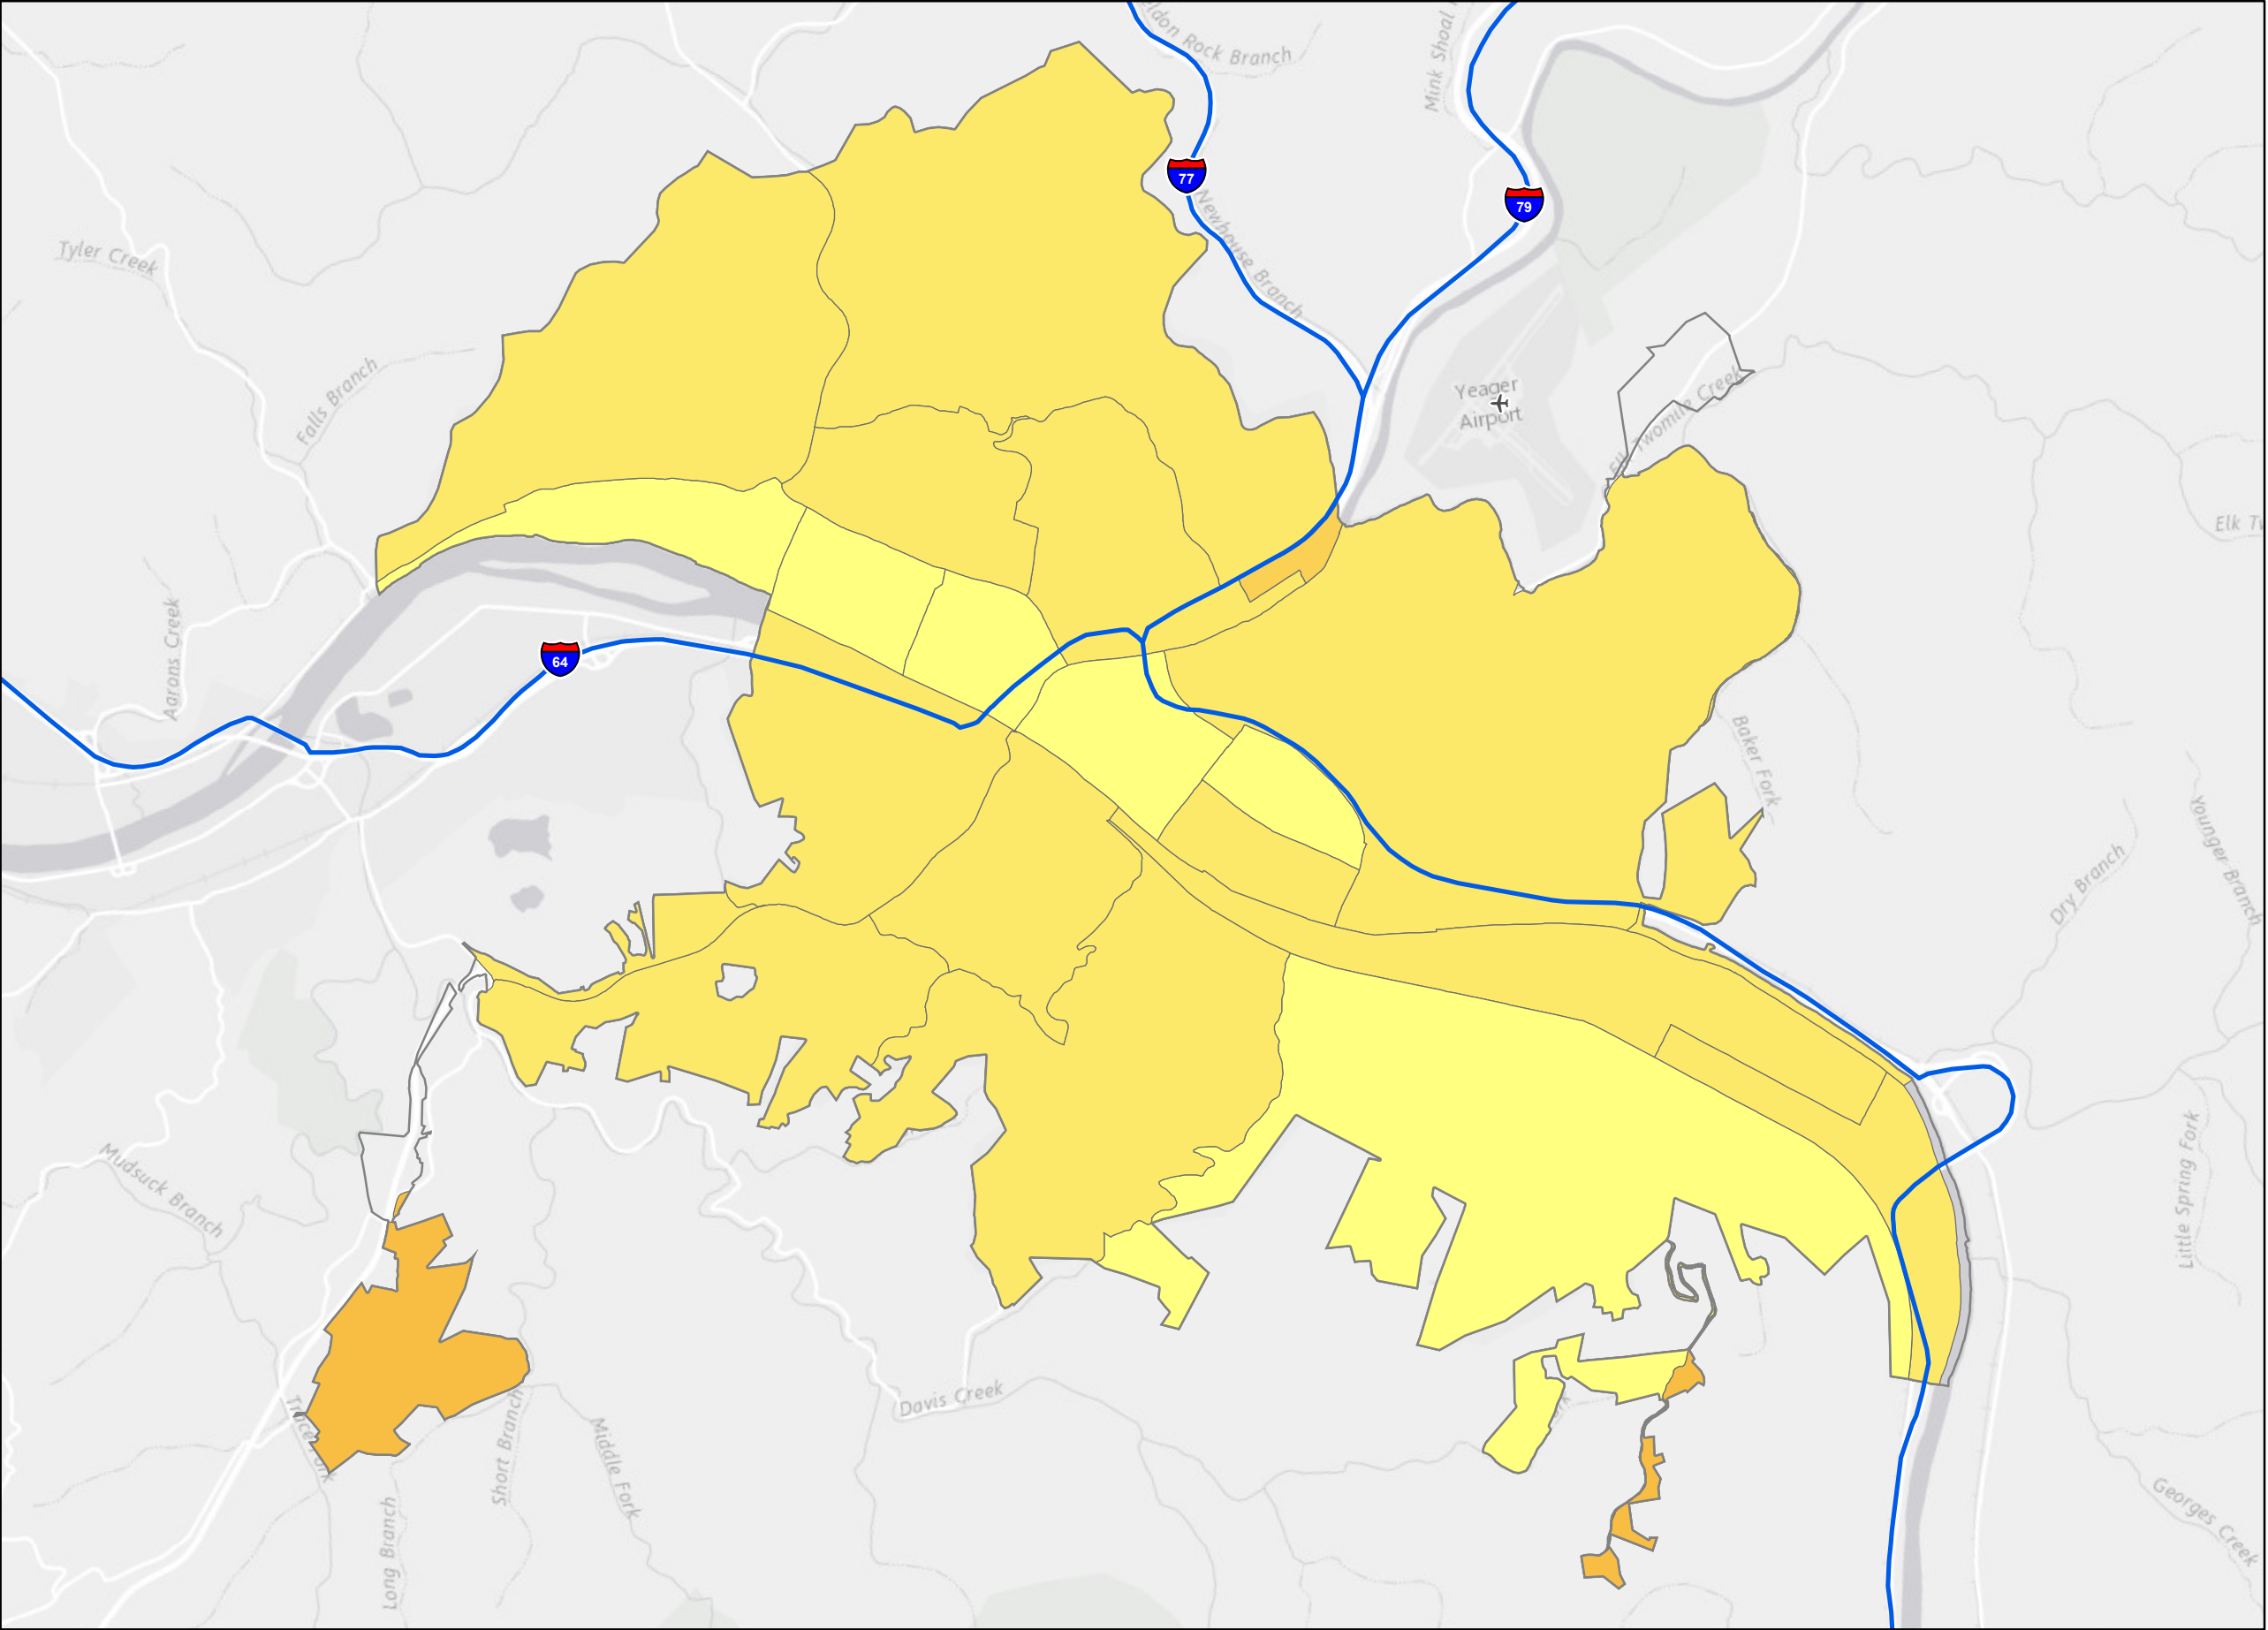 Mink Shoal
Rock Branch
77
79
Newhouse Branch
Tyler Creek
Falls Branch
Yeager
Airport
Elk Twomile Creek
Aarons Creek
64
Baker Fork
Younger Branch
Dry Branch
Mudsuck Branch
Little Spring Fork
Davis Creek
Short Branch
Middle Fork
Long Branch
Georges Creek